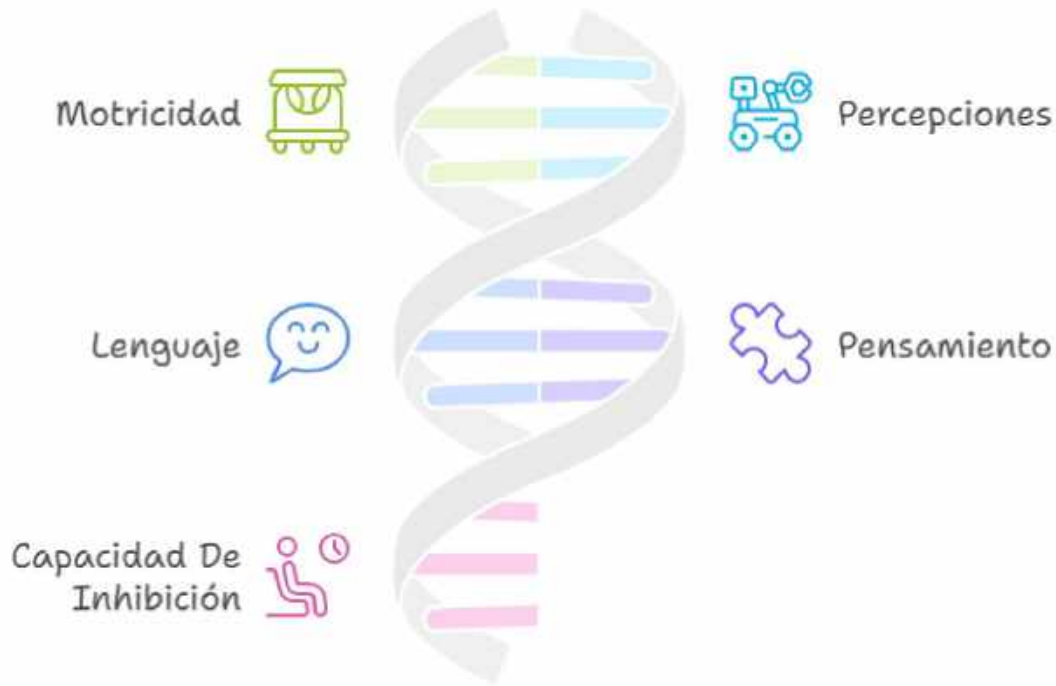 Motricidad
Percepciones
Lenguaje
Pensamiento
Capacidad De
Inhibición